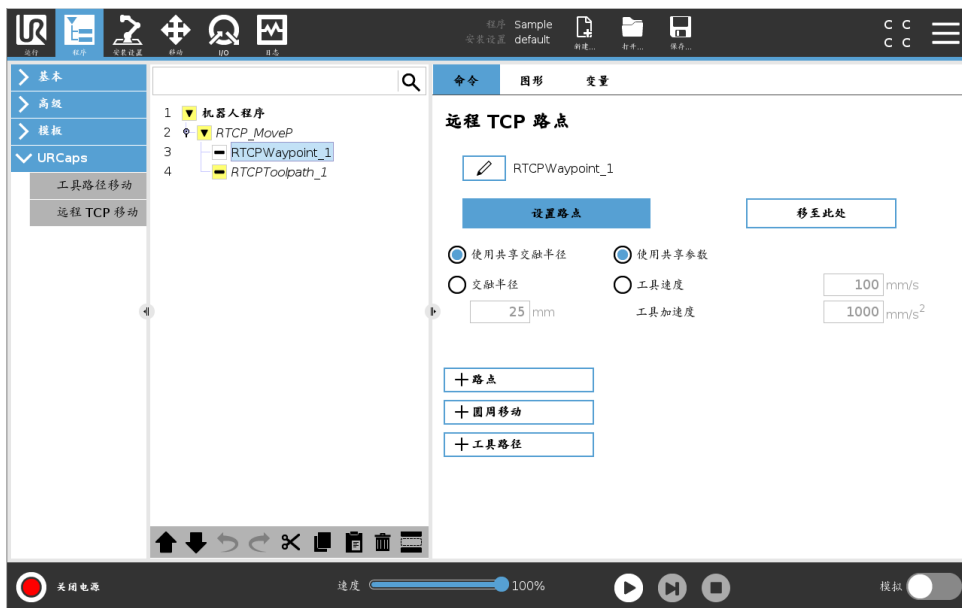 UR
程序 Sample
C C
安装设置 default
C C
运行 程序 安装设置 移动 I/O 日志 新建... 打开... 保存...
基本
高级
模板
URCaps
工具路径移动
远程 TCP 移动
1 机器人程序
2 RTCP_MoveP
3 RTCPWaypoint_1
4 RTCPToolpath_1
命令 图形 变量
远程 TCP 路点
RTCPWaypoint_1
设置路点 移至此处
使用共享交融半径 使用共享参数
交融半径 工具速度 100 mm/s
25 mm 工具加速度 1000 mm/s²
路点
圆周移动
工具路径
关闭电源 速度 100% 模拟